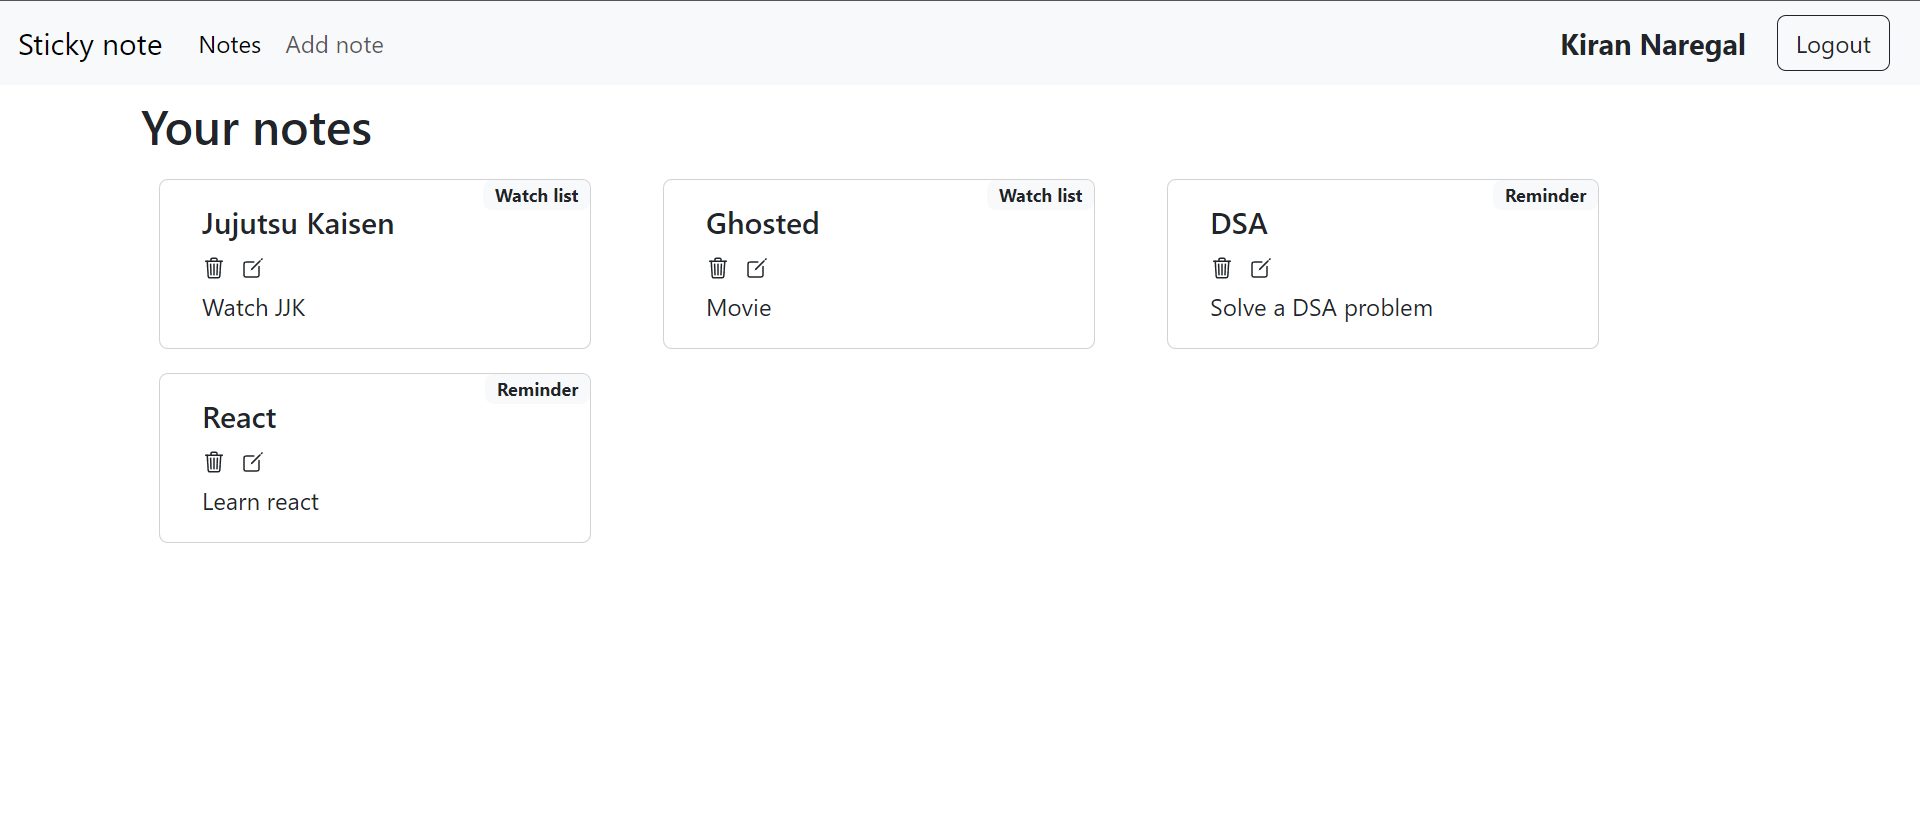 Sticky note Notes Add note Kiran Naregal Logout
Your notes
Watch list
Jujutsu Kaisen
Watch JJK
Watch list
Ghosted
Movie
Reminder
DSA
Solve a DSA problem
Reminder
React
Learn react